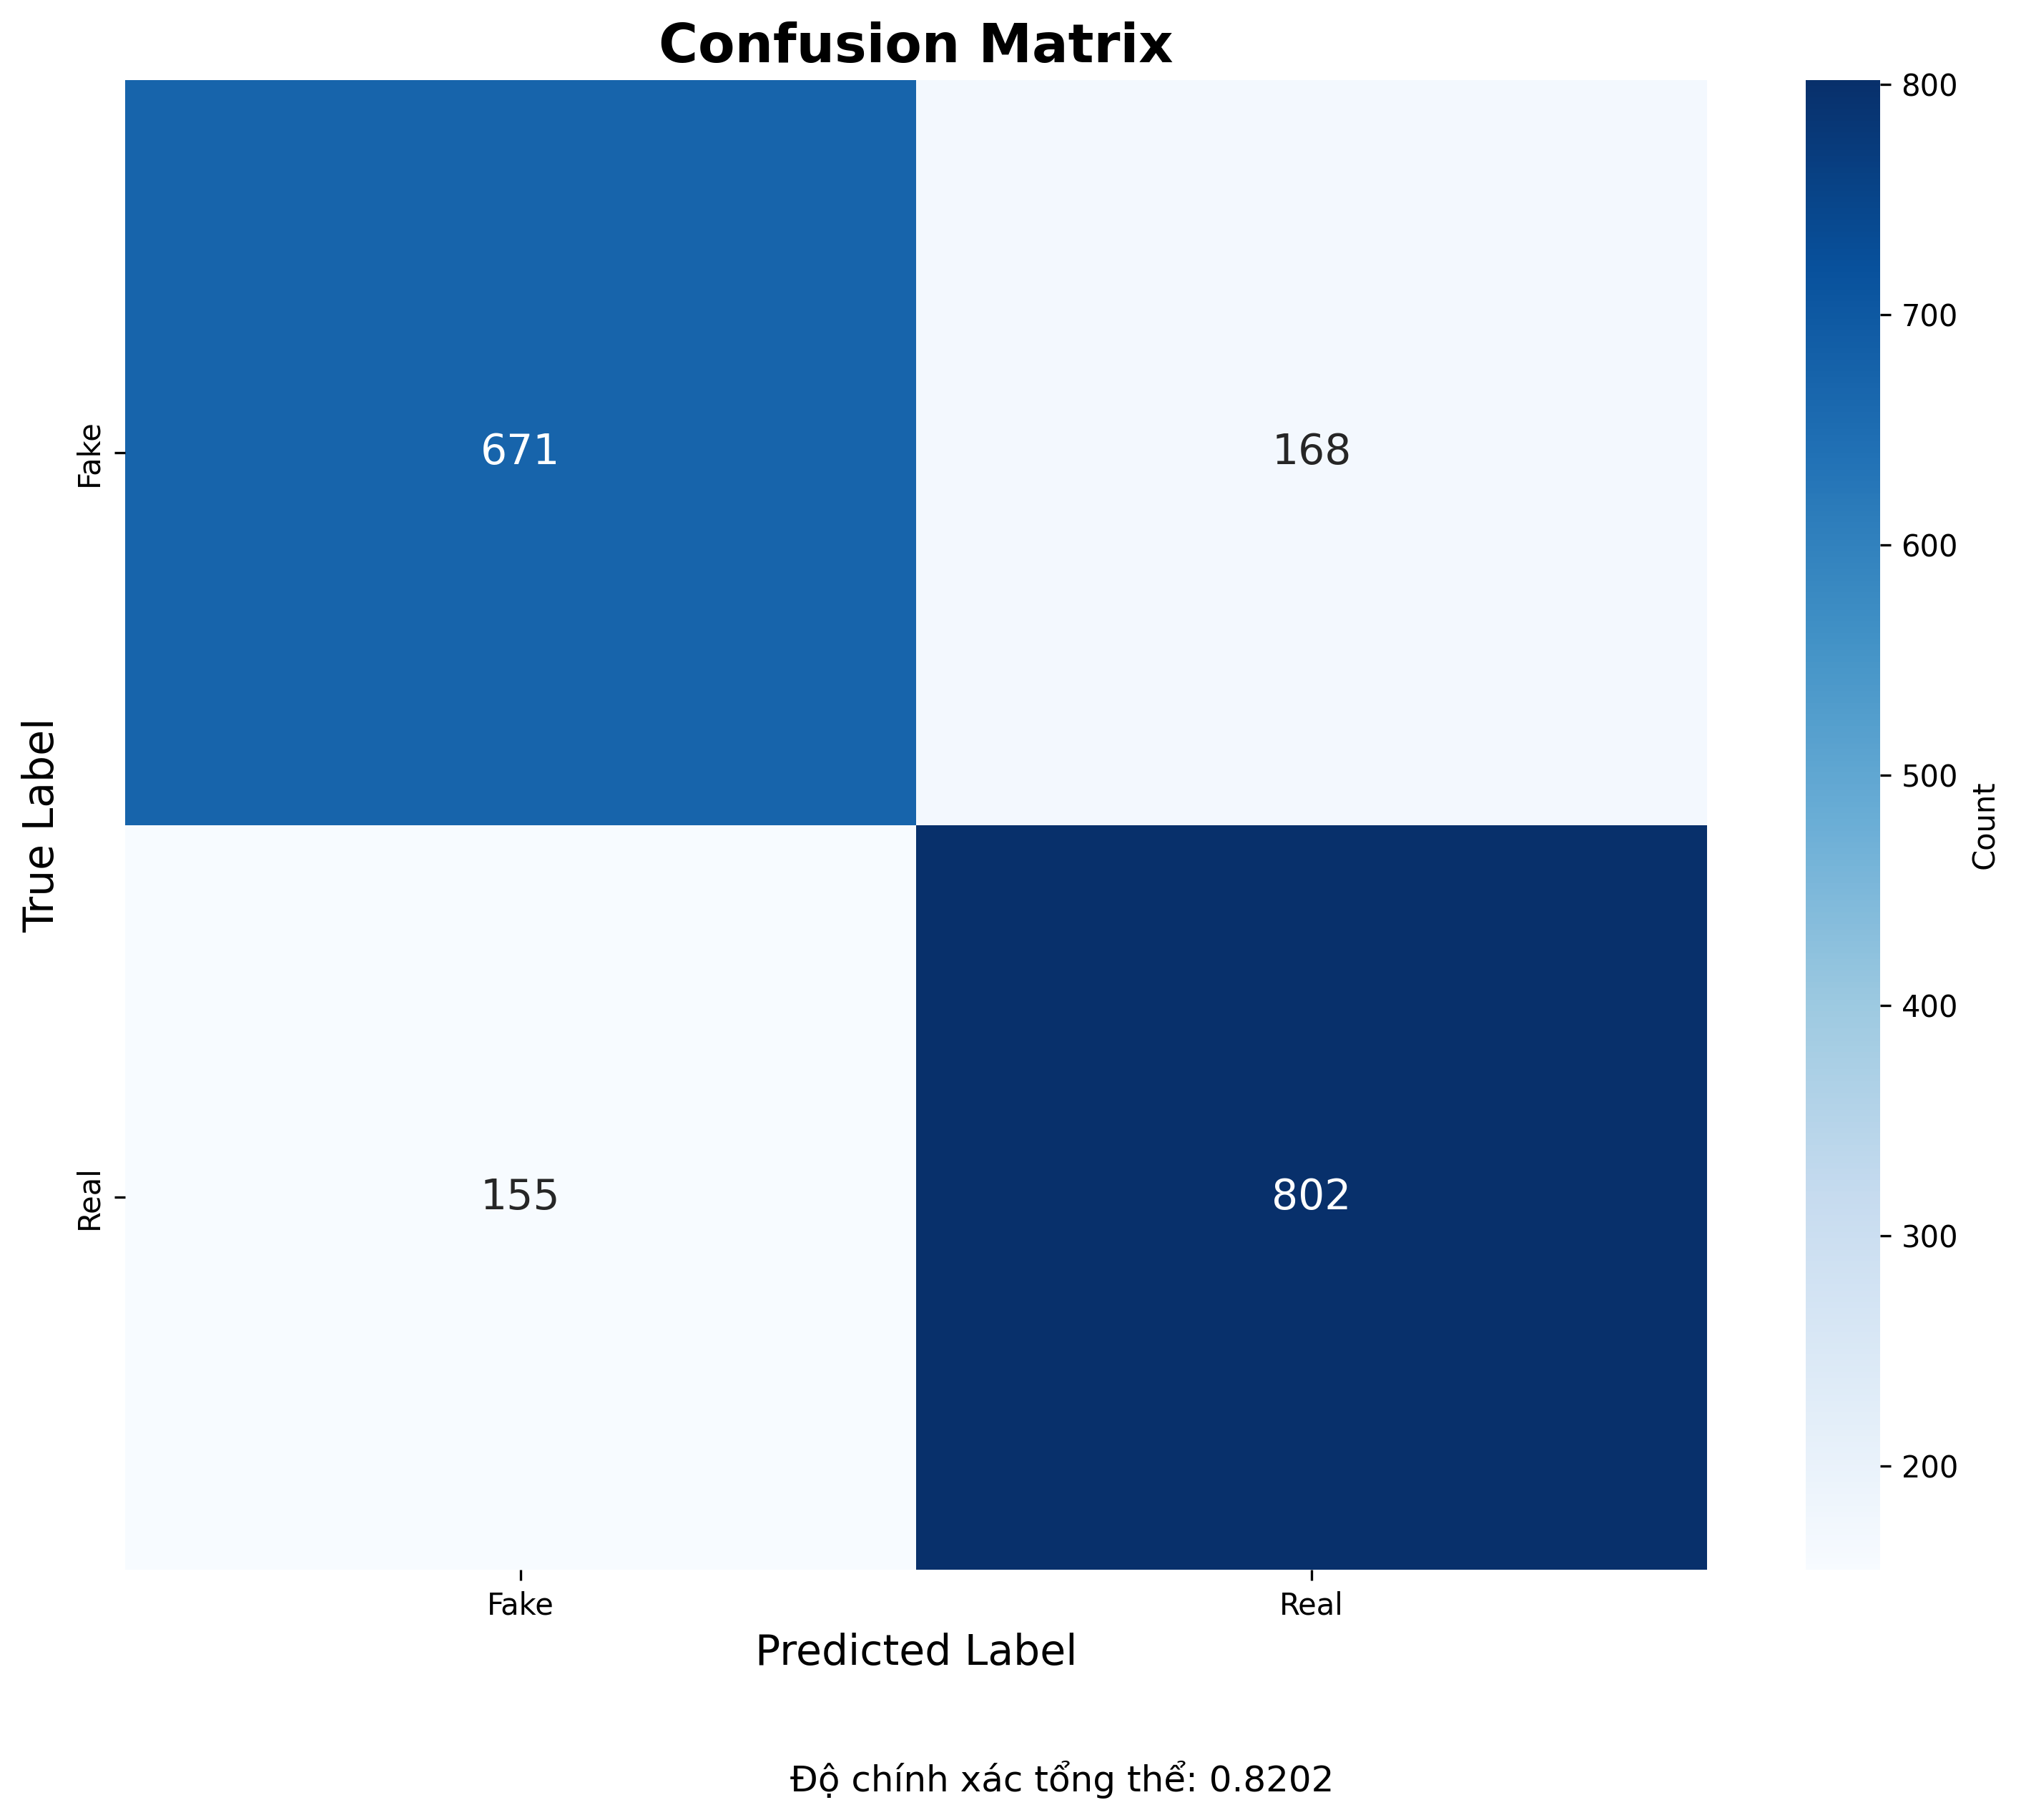 Confusion Matrix
800
700
600
500
400
300
200
Count
True Label
Fake
671
168
Real
155
802
Fake
Real
Predicted Label
Độ chính xác tổng thể: 0.8202